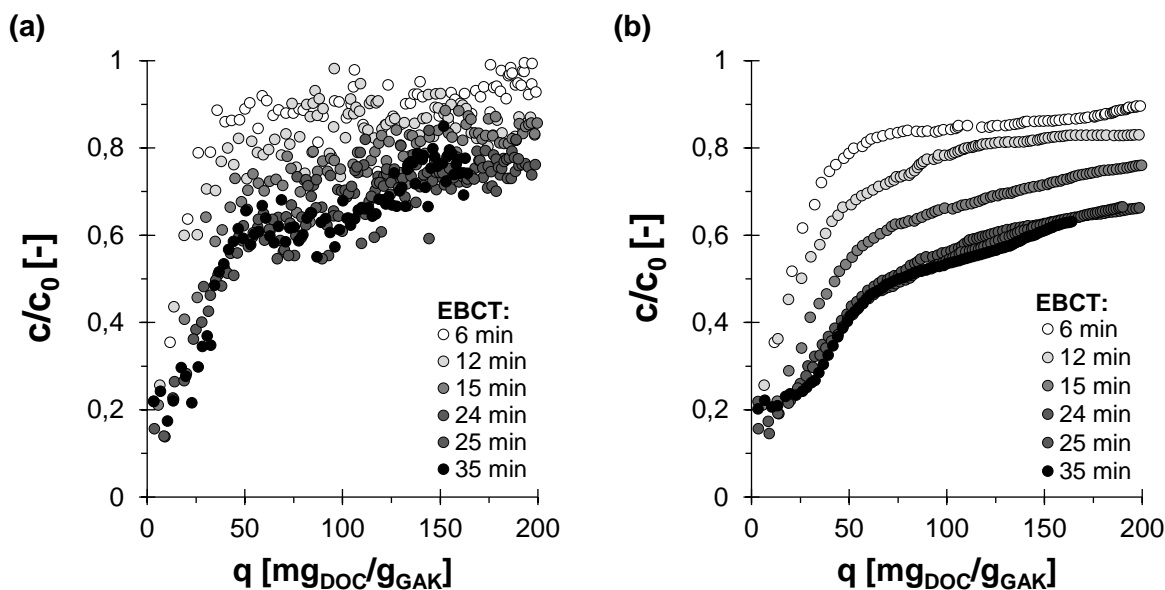 (a)
1
0,8
0,6
0,4
0,2
0
c/c0 [-]
0
50
100
150
200
q [mgDOC/gGAK]
EBCT:
6 min
12 min
15 min
24 min
25 min
35 min
(b)
1
0,8
0,6
0,4
0,2
0
c/c0 [-]
0
50
100
150
200
q [mgDOC/gGAK]
EBCT:
6 min
12 min
15 min
24 min
25 min
35 min